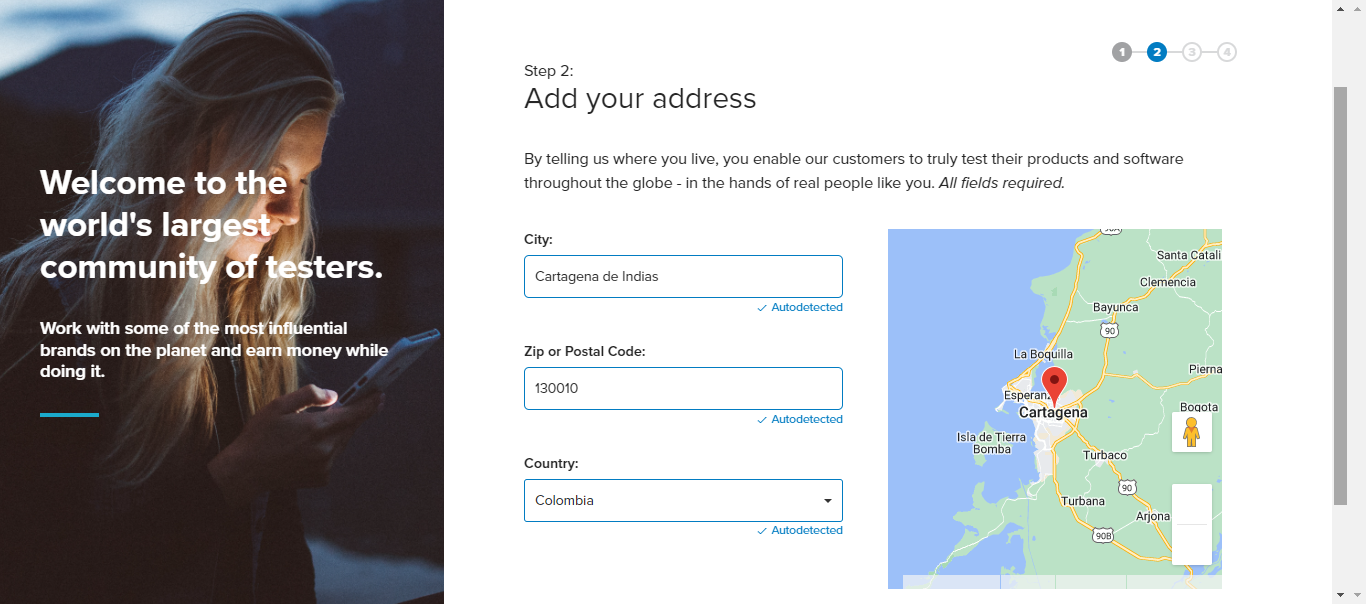 Welcome to the
world's largest
community of testers.
Work with some of the most influential
brands on the planet and earn money while
doing it.
1 2 3 4
Step 2:
Add your address
By telling us where you live, you enable our customers to truly test their products and software
throughout the globe - in the hands of real people like you. All fields required.
City:
Cartagena de Indias
Autodetected
Zip or Postal Code:
130010
Autodetected
Country:
Colombia
Autodetected
90A
Santa Catali
Clemencia
Bayunca
90
La Boquilla
Pierna
Esperan
Cartagena
Bogota
Isla de Tierra
Bomba
Turbaco
90
Turbana
Arjona
90B